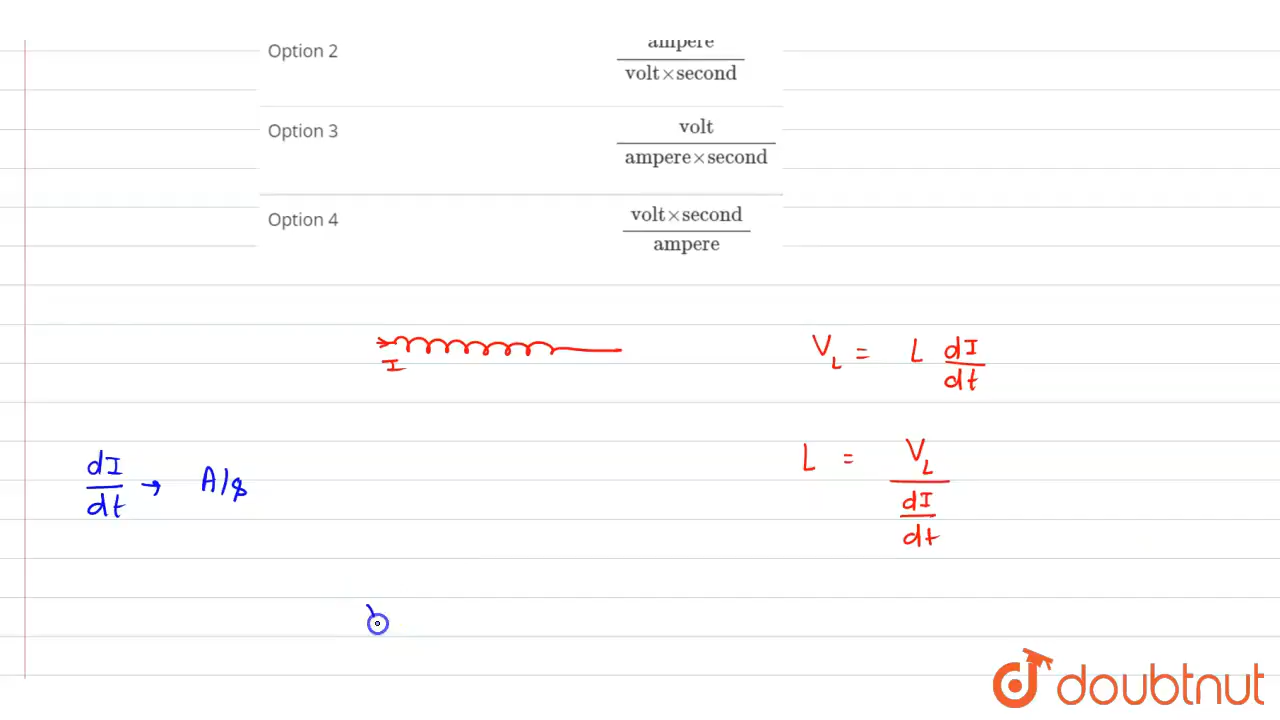 Option 2
ampere
volt×second
Option 3
volt
ampere×second
Option 4
volt×second
ampere
I
V_L = L dI/dt
dI/dt → A/s
L = V_L / (dI/dt)
doubtnut